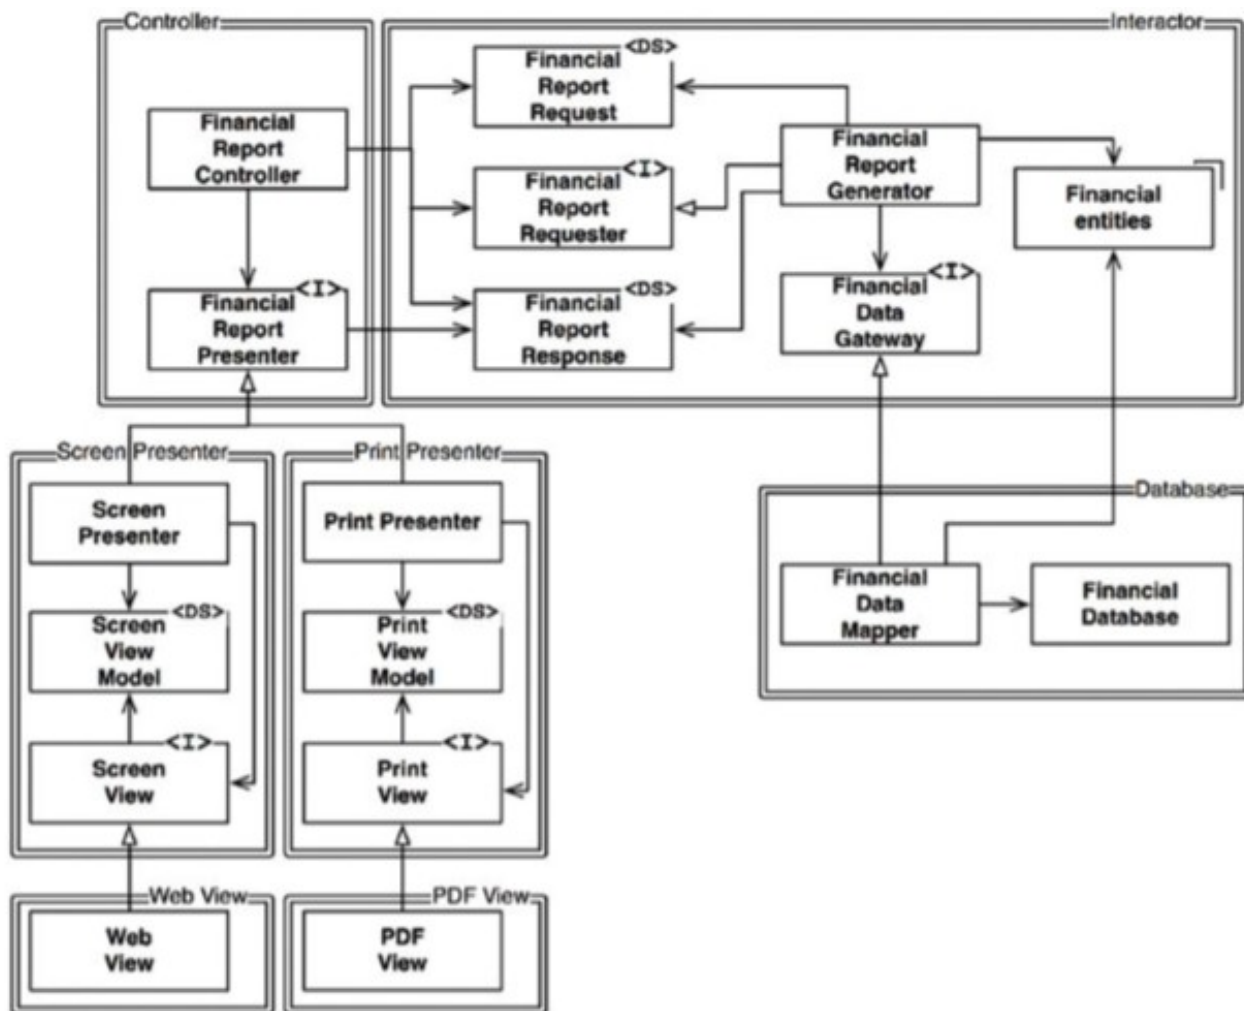 Controller
Interactor
<DS>
Financial
Report
Request
Financial
Report
Controller
Financial
Report
Generator
<I>
Financial
Report
Requester
Financial
entities
<I>
Financial
Report
Presenter
<DS>
Financial
Report
Response
<I>
Financial
Data
Gateway
Screen Presenter
Print Presenter
Database
Screen
Presenter
Print Presenter
Financial
Data
Mapper
Financial
Database
<DS>
Screen
View
Model
<DS>
Print
View
Model
<I>
Screen
View
<I>
Print
View
Web View
PDF View
Web
View
PDF
View